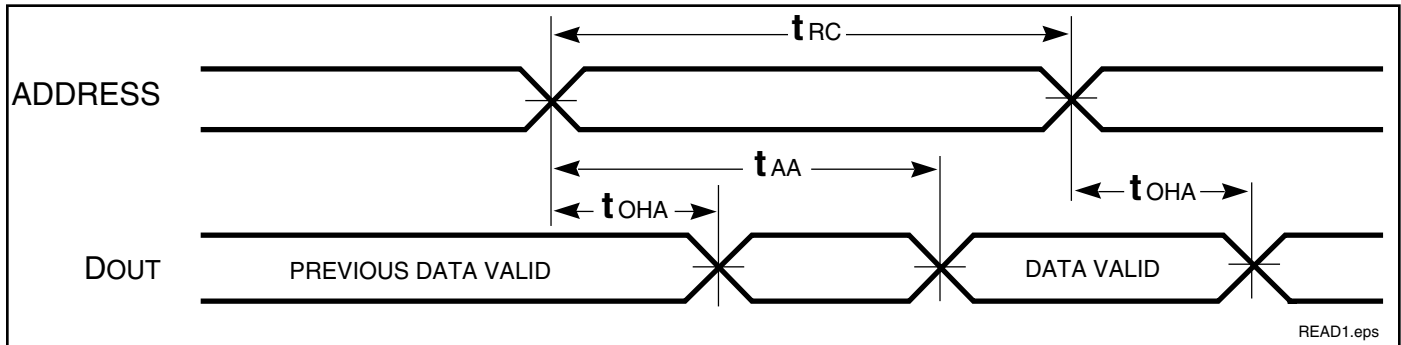 tRC
ADDRESS
tAA
tOHA
tOHA
DOUT
PREVIOUS DATA VALID
DATA VALID
READ1.eps